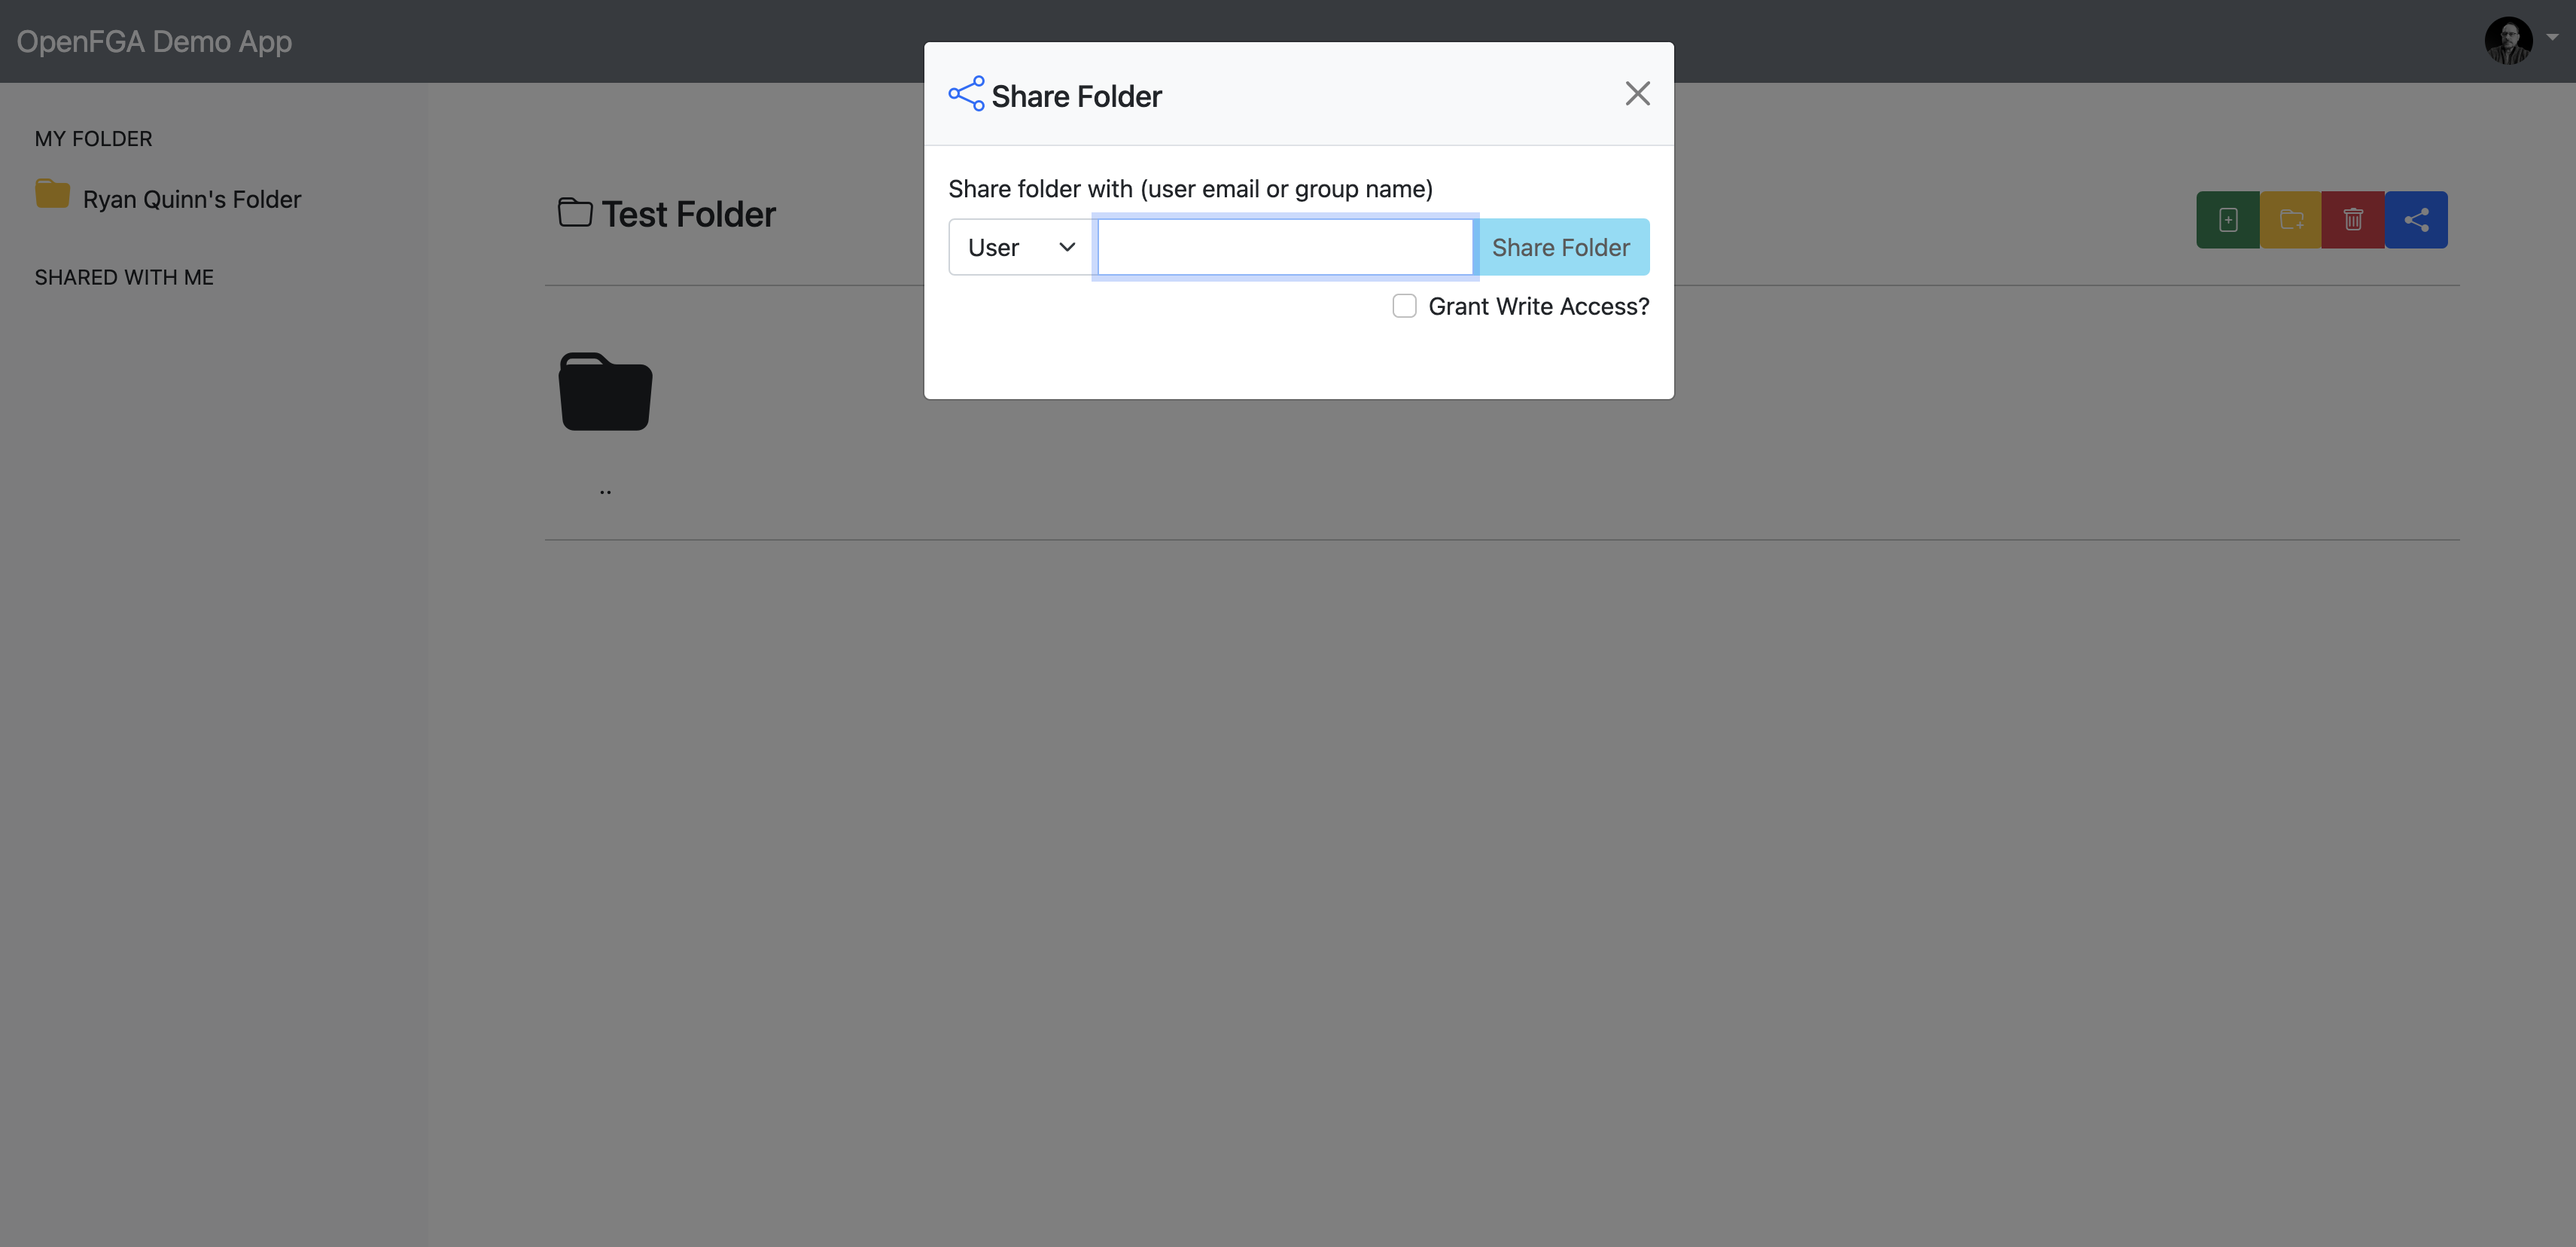 OpenFGA Demo App
MY FOLDER
Ryan Quinn's Folder
SHARED WITH ME
Test Folder
..
Share Folder
Share folder with (user email or group name)
User
Share Folder
Grant Write Access?